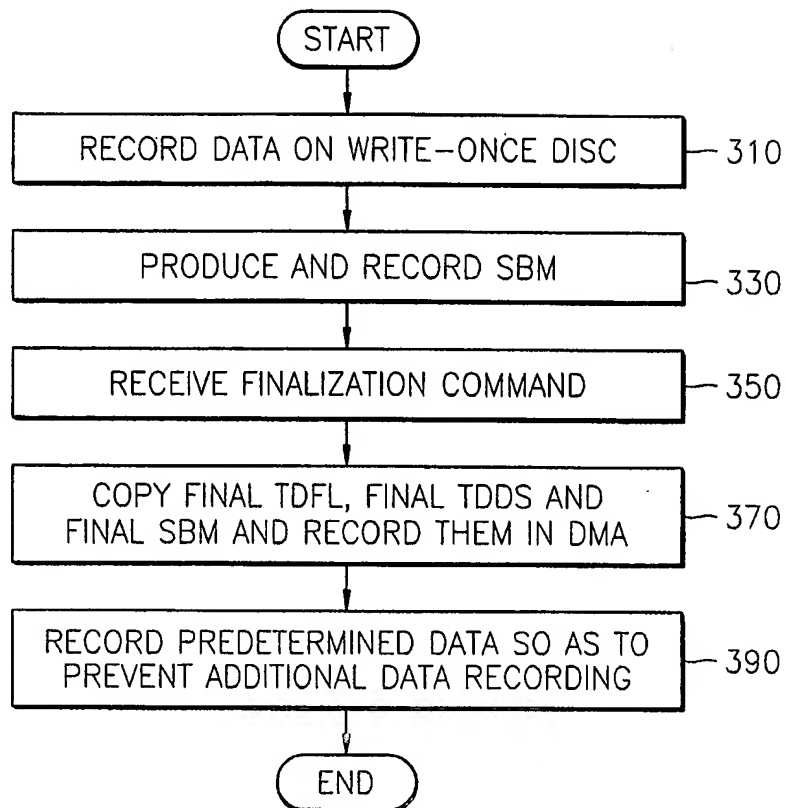 START
RECORD DATA ON WRITE-ONCE DISC
310
PRODUCE AND RECORD SBM
330
RECEIVE FINALIZATION COMMAND
350
COPY FINAL TDFL, FINAL TDDS AND
FINAL SBM AND RECORD THEM IN DMA
370
RECORD PREDETERMINED DATA SO AS TO
PREVENT ADDITIONAL DATA RECORDING
390
END